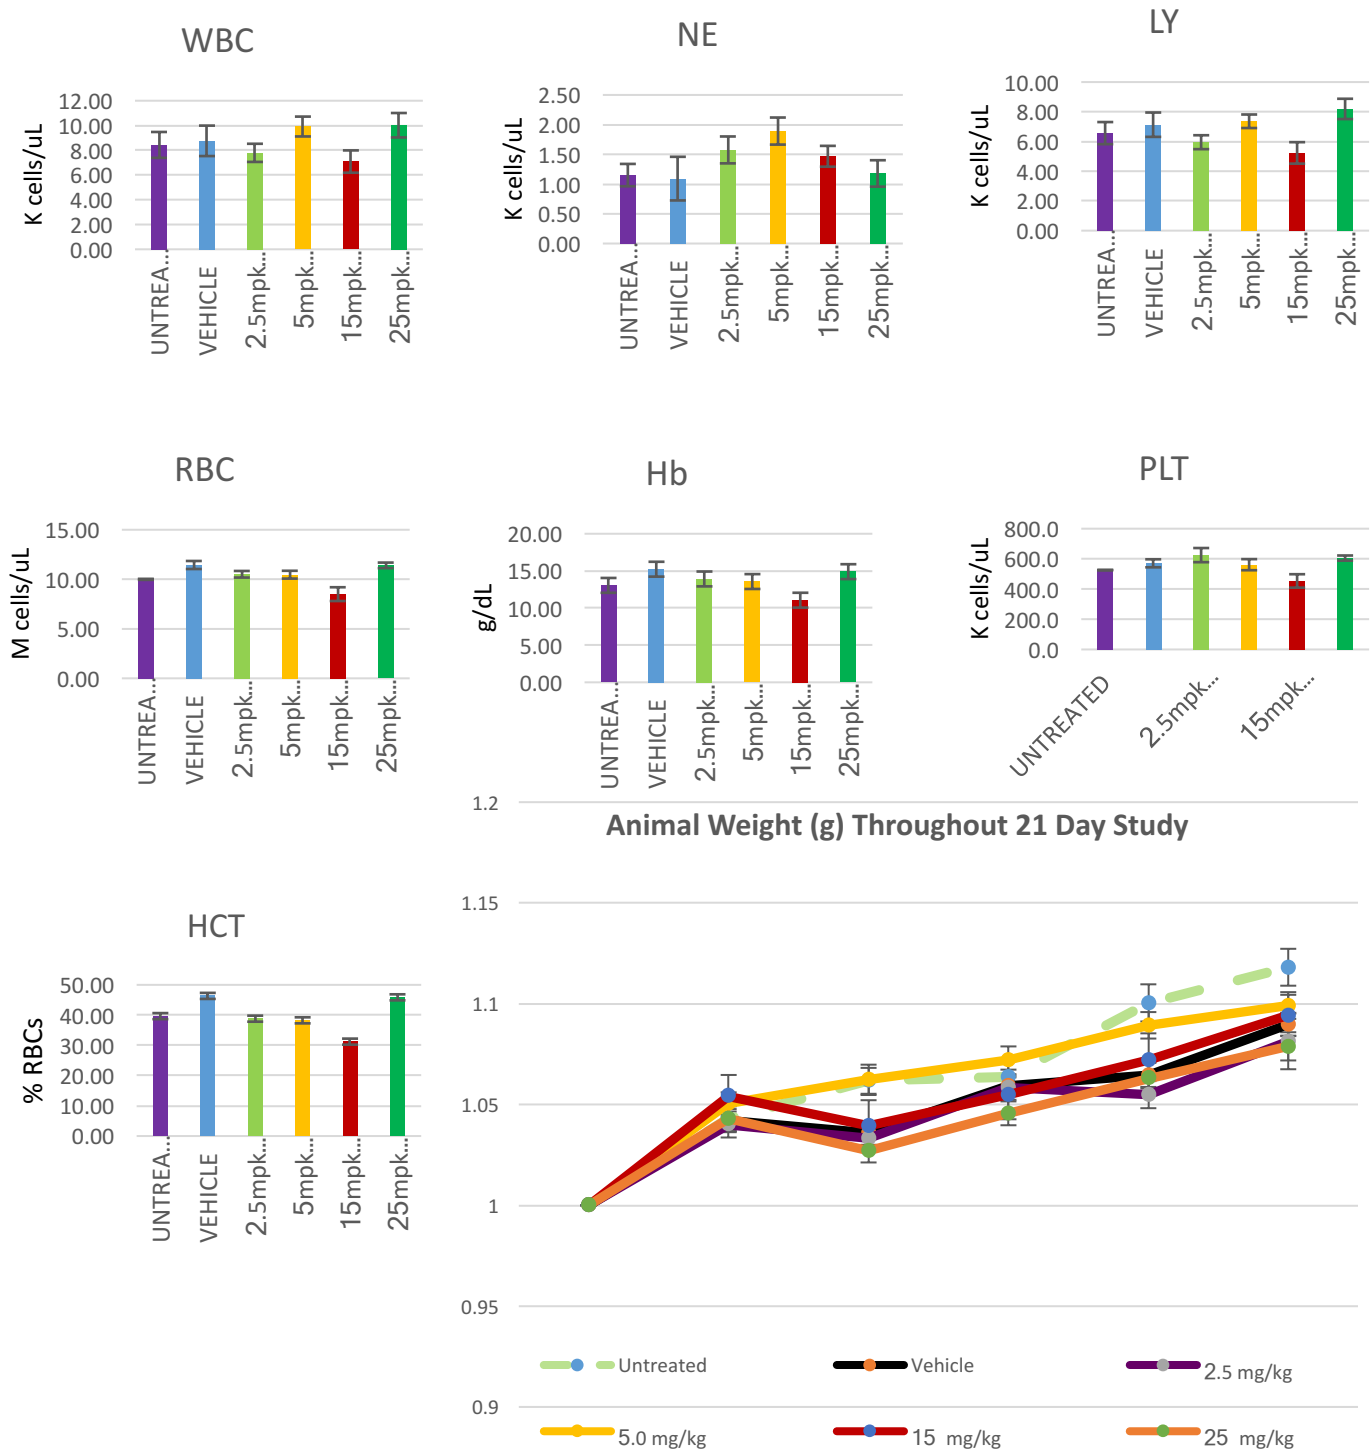 WBC
K cells/uL
12.00
10.00
8.00
6.00
4.00
2.00
0.00
UNTREA...
VEHICLE
2.5mpk...
5mpk...
15mpk...
25mpk...
NE
K cells/uL
2.50
2.00
1.50
1.00
0.50
0.00
UNTREA...
VEHICLE
2.5mpk...
5mpk...
15mpk...
25mpk...
LY
K cells/uL
10.00
8.00
6.00
4.00
2.00
0.00
UNTREA...
VEHICLE
2.5mpk...
5mpk...
15mpk...
25mpk...
RBC
M cells/uL
15.00
10.00
5.00
0.00
UNTREA...
VEHICLE
2.5mpk...
5mpk...
15mpk...
25mpk...
Hb
g/dL
20.00
15.00
10.00
5.00
0.00
UNTREA...
VEHICLE
2.5mpk...
5mpk...
15mpk...
25mpk...
PLT
K cells/uL
800.0
600.0
400.0
200.0
0.0
UNTREATED
2.5mpk...
15mpk...
HCT
% RBCs
50.00
40.00
30.00
20.00
10.00
0.00
UNTREA...
VEHICLE
2.5mpk...
5mpk...
15mpk...
25mpk...
Animal Weight (g) Throughout 21 Day Study
1.2
1.15
1.1
1.05
1
0.95
0.9
Untreated
Vehicle
2.5 mg/kg
5.0 mg/kg
15 mg/kg
25 mg/kg